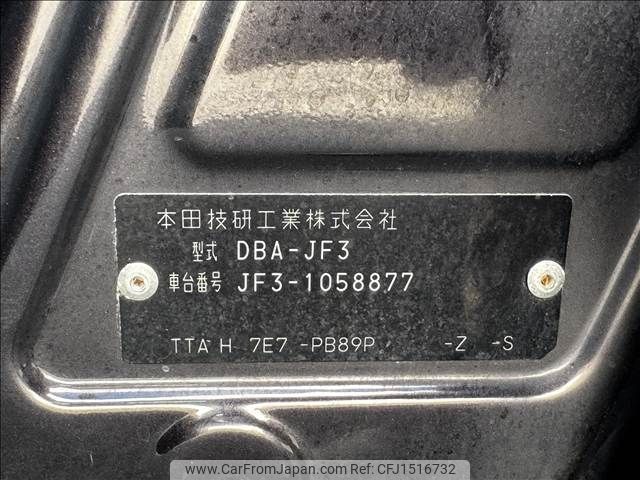 本田技研工業株式会社
型式 DBA-JF3
車台番号 JF3-1058877
TTA H 7E7 -PB89P -Z -S
www.CarFromJapan.com CFJ1516732